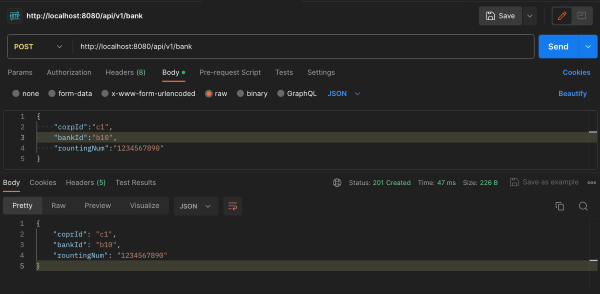 HTTP http://localhost:8080/api/v1/bank Save
POST http://localhost:8080/api/v1/bank Send
Params Authorization Headers (8) Body Pre-request Script Tests Settings Cookies
none form-data x-www-form-urlencoded raw binary GraphQL JSON Beautify
1 {
2 "corpId":"c1",
3 "bankId":"b10",
4 "rountingNum":"1234567890"
5 }
Body Cookies Headers (5) Test Results Status: 201 Created Time: 47 ms Size: 226 B Save as example
Pretty Raw Preview Visualize JSON
1 {
2 "coprId": "c1",
3 "bankId": "b10",
4 "rountingNum": "1234567890"
5 }